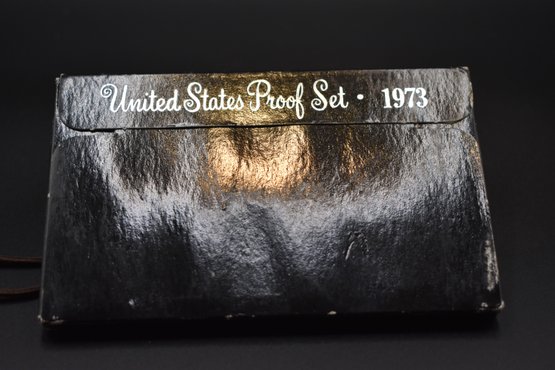 United States Proof Set • 1973